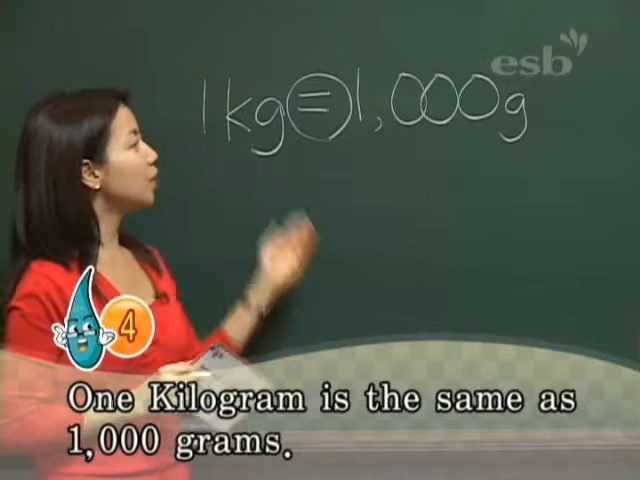 esb
1kg=1,000g
4
One Kilogram is the same as
1,000 grams.